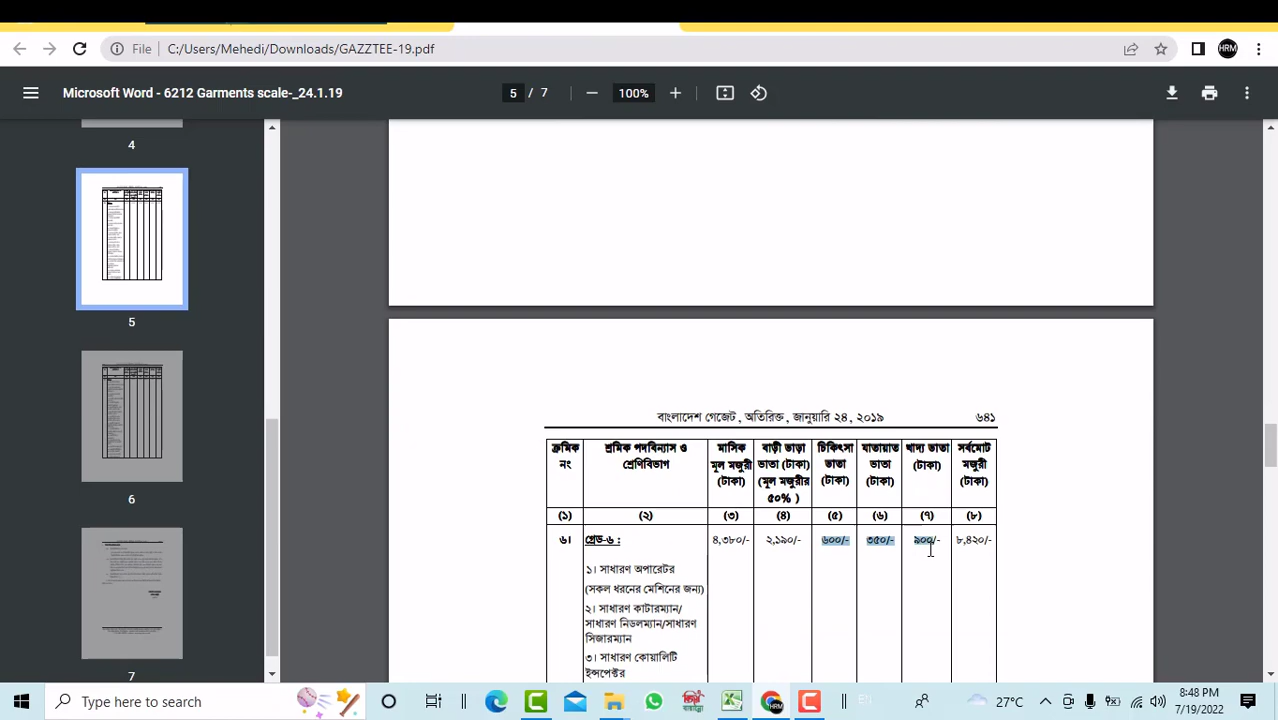 File C:/Users/Mehedi/Downloads/GAZZTEE-19.pdf HRM
Microsoft Word - 6212 Garments scale-_24.1.19 5 / 7 100%
4
5
6
7
বাংলাদেশ গেজেট, অতিরিক্ত, জানুয়ারি ২৪, ২০১৯ ৬৪১
ক্রমিক শ্রমিক পদবিন্যাস ও মাসিক বাড়ী ভাড়া চিকিৎসা যাতায়াত খাদ্য ভাতা সর্বমোট
নং শ্রেণিবিভাগ মূল মজুরী ভাতা (টাকা) ভাতা ভাতা (টাকা) মজুরী
(টাকা) (মূল মজুরীর (টাকা) (টাকা) (টাকা)
৫০% )
(১) (২) (৩) (৪) (৫) (৬) (৭) (৮)
৬। গ্রেড-৬ : ৪,৩৮০/- ২,১৯০/- ৬০০/- ৩৫০/- ৯০০/- ৮,৪২০/-
১। সাধারণ অপারেটর
(সকল ধরনের মেশিনের জন্য)
২। সাধারণ কাটারম্যান/
সাধারণ নিডলম্যান/সাধারণ
সিজারম্যান
৩। সাধারণ কোয়ালিটি
ইন্সপেক্টর
Type here to search HRM 27°C EN 8:48 PM
7/19/2022